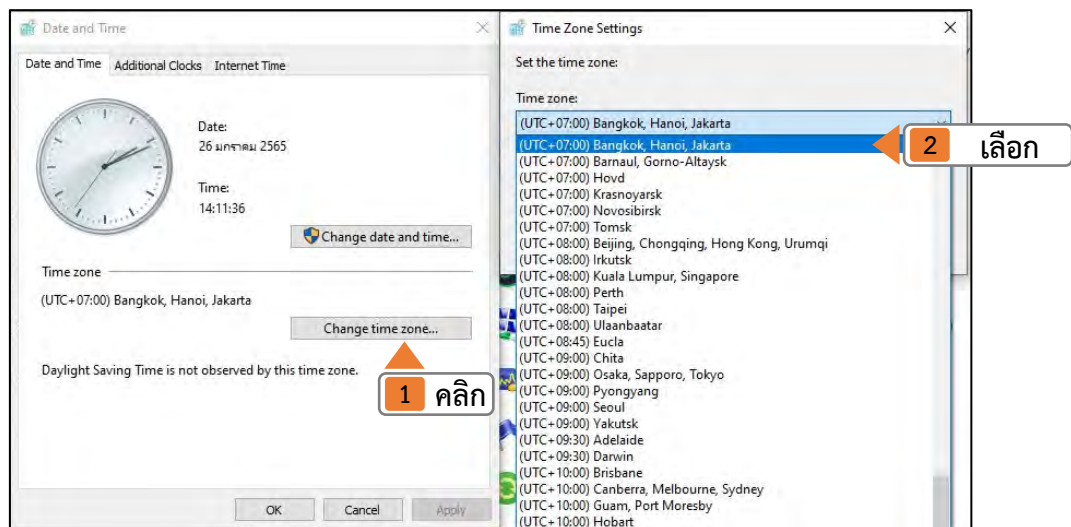 Date and Time
Date and Time Additional Clocks Internet Time
Date:
26 มกราคม 2565
Time:
14:11:36
Change date and time...
Time zone
(UTC+07:00) Bangkok, Hanoi, Jakarta
Change time zone...
Daylight Saving Time is not observed by this time zone.
1 คลิก
OK Cancel Apply
Time Zone Settings
Set the time zone:
Time zone:
(UTC+07:00) Bangkok, Hanoi, Jakarta
(UTC+07:00) Bangkok, Hanoi, Jakarta
2 เลือก
(UTC+07:00) Barnaul, Gorno-Altaysk
(UTC+07:00) Hovd
(UTC+07:00) Krasnoyarsk
(UTC+07:00) Novosibirsk
(UTC+07:00) Tomsk
(UTC+08:00) Beijing, Chongqing, Hong Kong, Urumqi
(UTC+08:00) Irkutsk
(UTC+08:00) Kuala Lumpur, Singapore
(UTC+08:00) Perth
(UTC+08:00) Taipei
(UTC+08:00) Ulaanbaatar
(UTC+08:45) Eucla
(UTC+09:00) Chita
(UTC+09:00) Osaka, Sapporo, Tokyo
(UTC+09:00) Pyongyang
(UTC+09:00) Seoul
(UTC+09:00) Yakutsk
(UTC+09:30) Adelaide
(UTC+09:30) Darwin
(UTC+10:00) Brisbane
(UTC+10:00) Canberra, Melbourne, Sydney
(UTC+10:00) Guam, Port Moresby
(UTC+10:00) Hobart